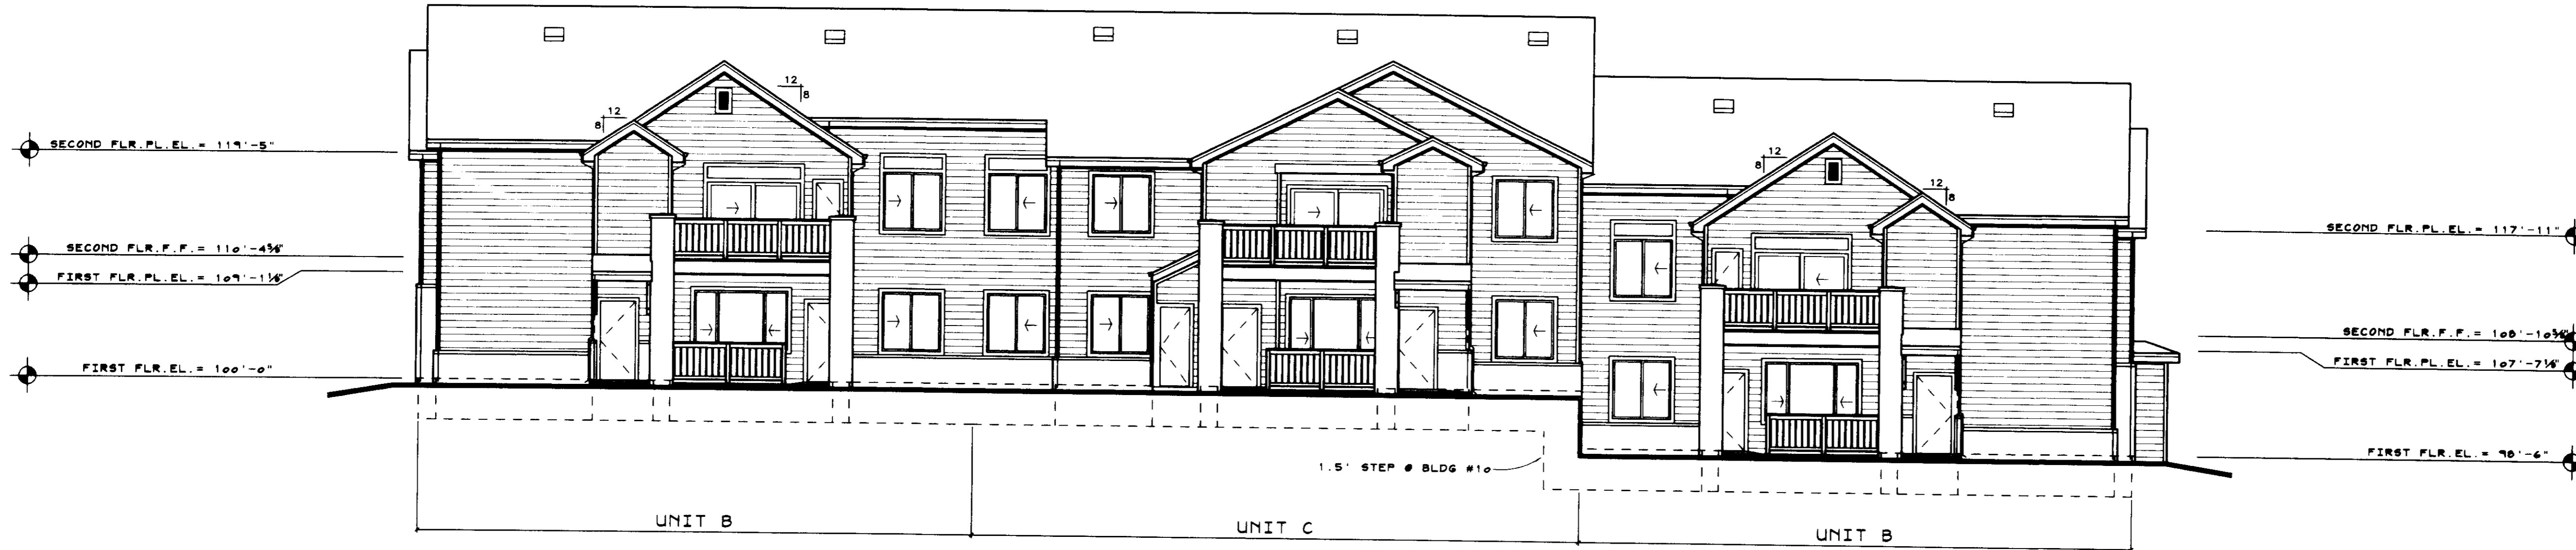 12
8
12
8
SECOND FLR.PL.EL.= 119'-5"
SECOND FLR.F.F.= 110'-4⅝"
FIRST FLR.PL.EL.= 109'-1⅛"
FIRST FLR.EL.= 100'-0"
12
8
12
8
SECOND FLR.PL.EL.= 117'-11"
SECOND FLR.F.F.= 108'-10⅝"
FIRST FLR.PL.EL.= 107'-7⅛"
FIRST FLR.EL.= 98'-6"
1.5' STEP @ BLDG #10
UNIT B
UNIT C
UNIT B